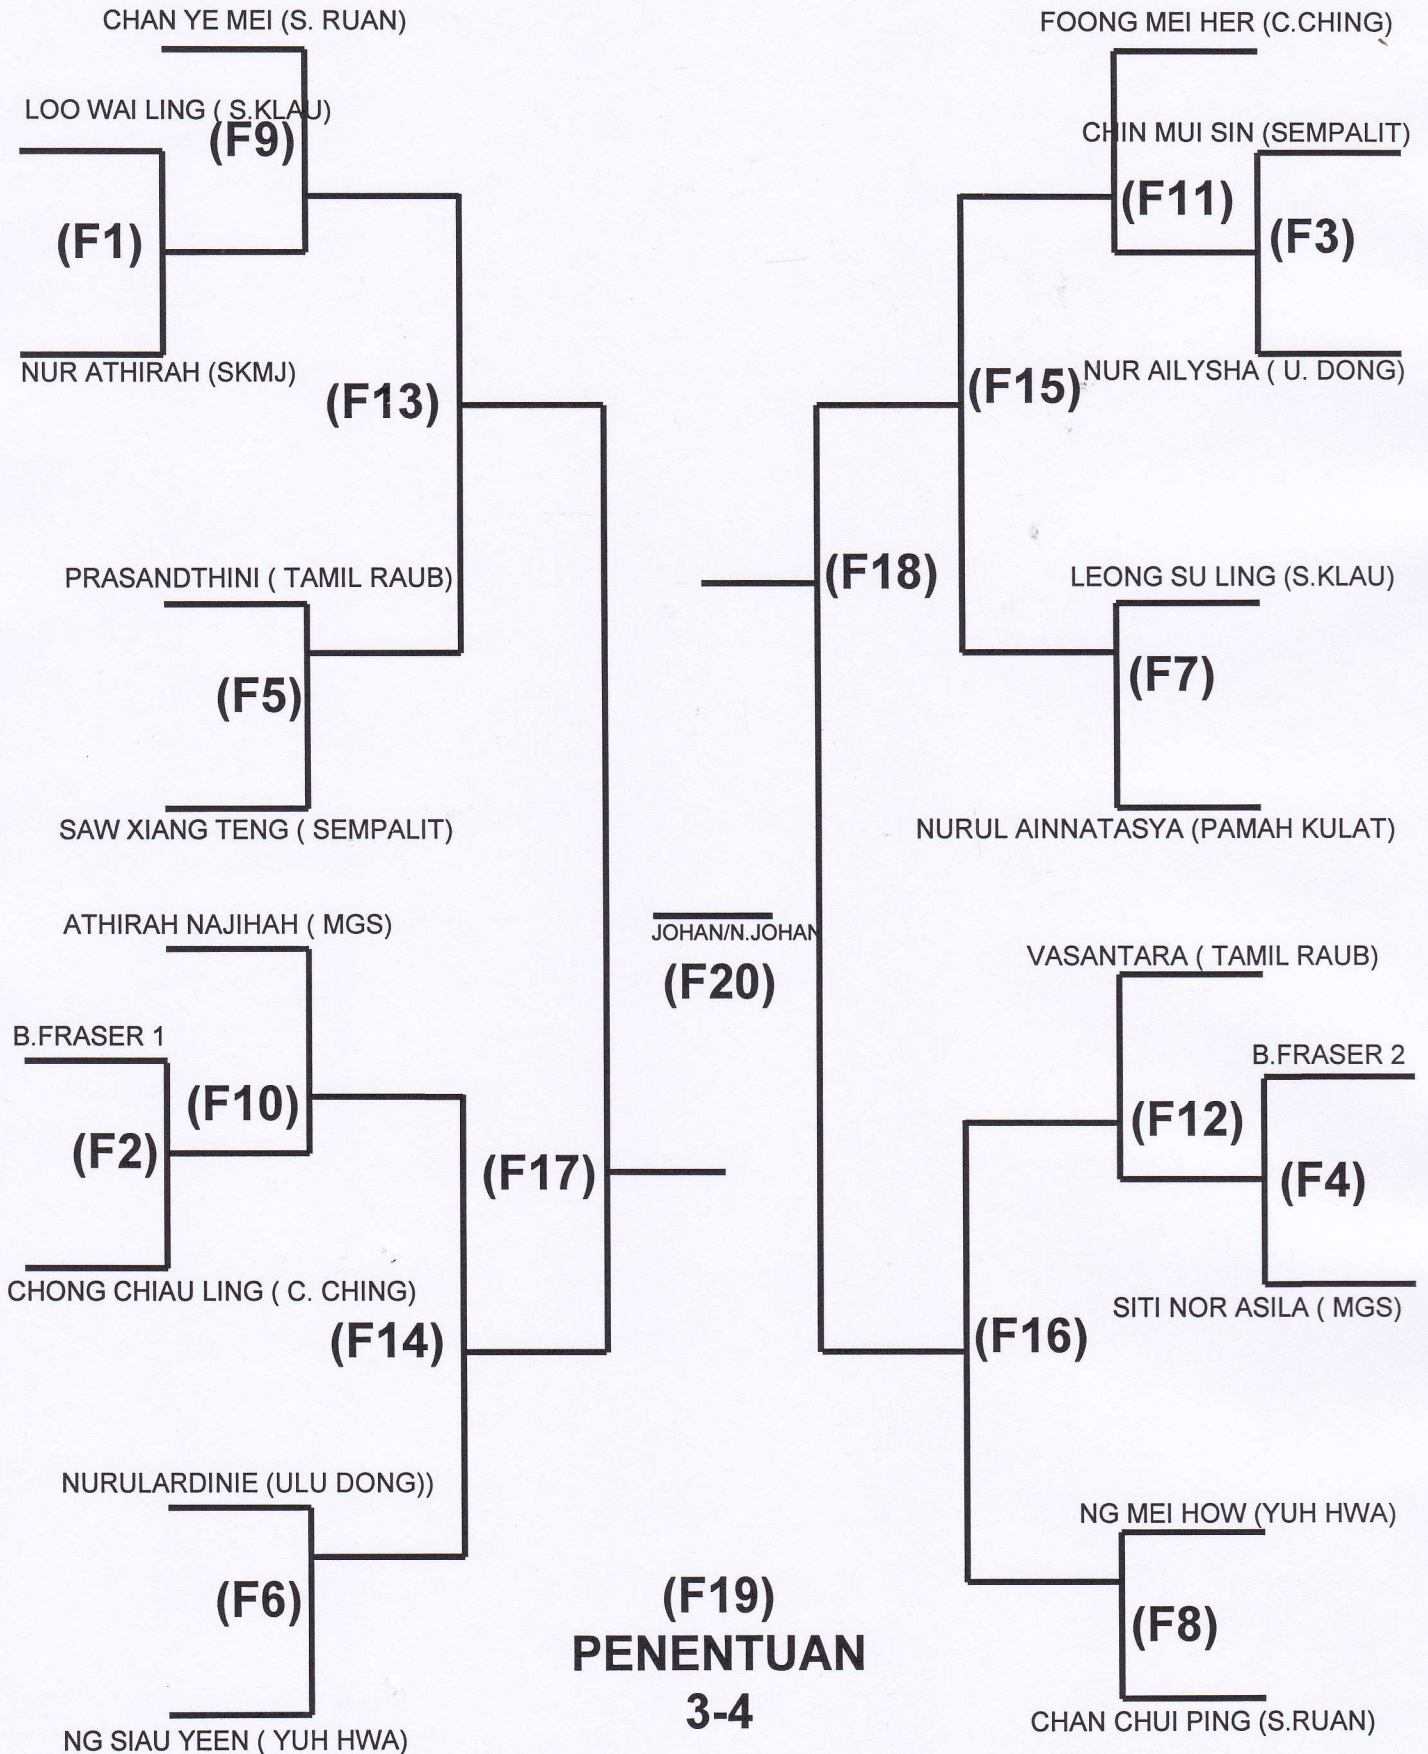 CHAN YE MEI (S. RUAN)
LOO WAI LING ( S.KLAU)
(F9)
(F1)
NUR ATHIRAH (SKMJ)
(F13)
PRASANDTHINI ( TAMIL RAUB)
(F5)
SAW XIANG TENG ( SEMPALIT)
ATHIRAH NAJIHAH ( MGS)
B.FRASER 1
(F10)
(F2)
(F17)
CHONG CHIAU LING ( C. CHING)
(F14)
NURULARDINIE (ULU DONG))
(F6)
NG SIAU YEEN ( YUH HWA)
JOHAN/N.JOHAN
(F20)
(F19)
PENENTUAN
3-4
FOONG MEI HER (C.CHING)
CHIN MUI SIN (SEMPALIT)
(F11)
(F3)
NUR AILYSHA ( U. DONG)
(F15)
(F18)
LEONG SU LING (S.KLAU)
(F7)
NURUL AINNATASYA (PAMAH KULAT)
VASANTARA ( TAMIL RAUB)
B.FRASER 2
(F12)
(F4)
SITI NOR ASILA ( MGS)
(F16)
NG MEI HOW (YUH HWA)
(F8)
CHAN CHUI PING (S.RUAN)